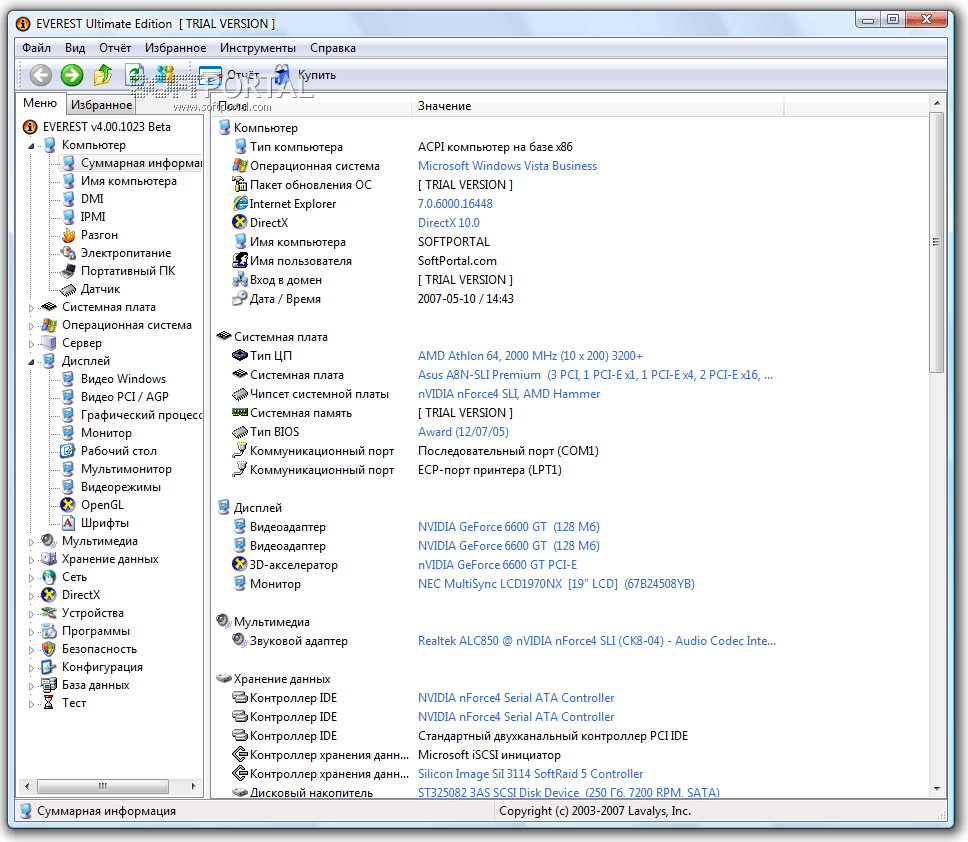 EVEREST Ultimate Edition [ TRIAL VERSION ]
Файл Вид Отчёт Избранное Инструменты Справка
Отчёт Купить
SOFTPORTAL
www.softportal.com
Меню Избранное
Поле Значение
EVEREST v4.00.1023 Beta
Компьютер
Суммарная информа
Имя компьютера
DMI
IPMI
Разгон
Электропитание
Портативный ПК
Датчик
Системная плата
Операционная система
Сервер
Дисплей
Видео Windows
Видео PCI / AGP
Графический процесс
Монитор
Рабочий стол
Мультимонитор
Видеорежимы
OpenGL
Шрифты
Мультимедиа
Хранение данных
Сеть
DirectX
Устройства
Программы
Безопасность
Конфигурация
База данных
Тест
Компьютер
Тип компьютера ACPI компьютер на базе x86
Операционная система Microsoft Windows Vista Business
Пакет обновления ОС [ TRIAL VERSION ]
Internet Explorer 7.0.6000.16448
DirectX DirectX 10.0
Имя компьютера SOFTPORTAL
Имя пользователя SoftPortal.com
Вход в домен [ TRIAL VERSION ]
Дата / Время 2007-05-10 / 14:43
Системная плата
Тип ЦП AMD Athlon 64, 2000 MHz (10 x 200) 3200+
Системная плата Asus A8N-SLI Premium (3 PCI, 1 PCI-E x1, 1 PCI-E x4, 2 PCI-E x16, ...
Чипсет системной платы nVIDIA nForce4 SLI, AMD Hammer
Системная память [ TRIAL VERSION ]
Тип BIOS Award (12/07/05)
Коммуникационный порт Последовательный порт (COM1)
Коммуникационный порт ECP-порт принтера (LPT1)
Дисплей
Видеоадаптер NVIDIA GeForce 6600 GT (128 Мб)
Видеоадаптер NVIDIA GeForce 6600 GT (128 Мб)
3D-акселератор nVIDIA GeForce 6600 GT PCI-E
Монитор NEC MultiSync LCD1970NX [19" LCD] (67B24508YB)
Мультимедиа
Звуковой адаптер Realtek ALC850 @ nVIDIA nForce4 SLI (CK8-04) - Audio Codec Inte...
Хранение данных
Контроллер IDE NVIDIA nForce4 Serial ATA Controller
Контроллер IDE NVIDIA nForce4 Serial ATA Controller
Контроллер IDE Стандартный двухканальный контроллер PCI IDE
Контроллер хранения данн... Microsoft iSCSI инициатор
Контроллер хранения данн... Silicon Image SiI 3114 SoftRaid 5 Controller
Дисковый накопитель ST325082 3AS SCSI Disk Device (250 Гб, 7200 RPM, SATA)
Суммарная информация Copyright (c) 2003-2007 Lavalys, Inc.